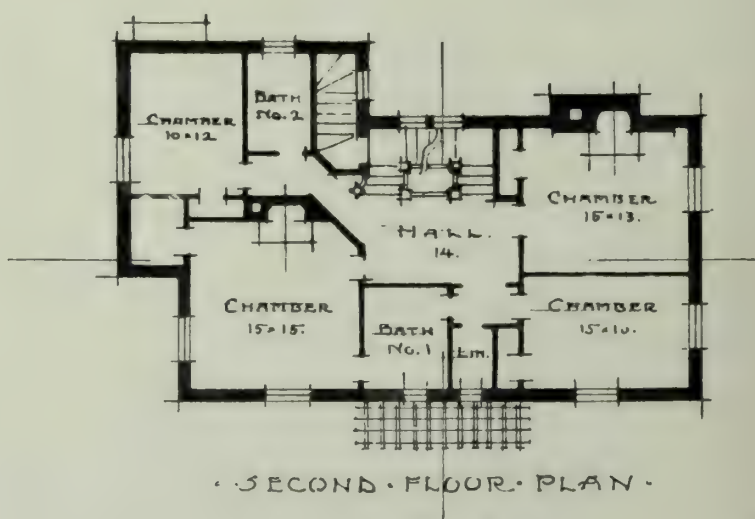 BATH
No. 2
CHAMBER
10×12
CHAMBER
15×13.
HALL.
14.
CHAMBER
15×15.
BATH
No. 1
Lin.
CHAMBER
15×10.
·SECOND·FLOOR·PLAN·